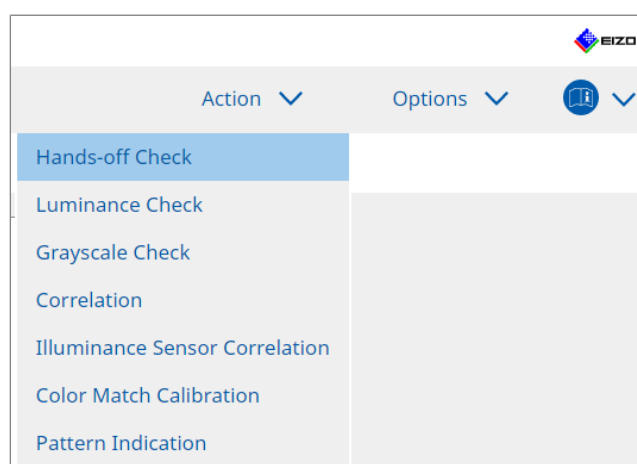 EIZO
Action
Options
Hands-off Check
Luminance Check
Grayscale Check
Correlation
Illuminance Sensor Correlation
Color Match Calibration
Pattern Indication